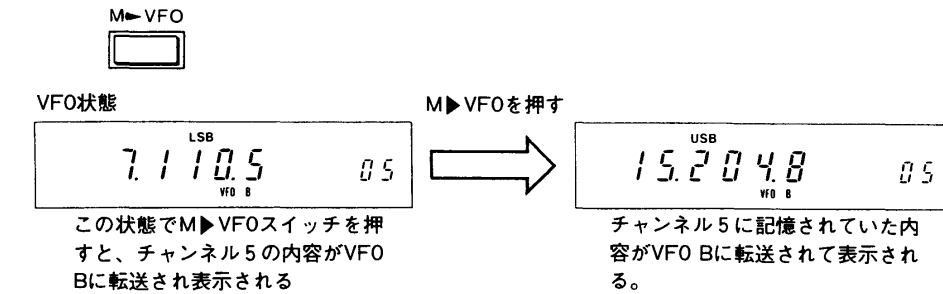 M▶VFO
VFO状態
M▶VFOを押す
LSB
7.110.5 05
VFO B
USB
15.204.8 05
VFO B
この状態でM▶VFOスイッチを押
すと、チャンネル5の内容がVFO
Bに転送され表示される
チャンネル5に記憶されていた内
容がVFO Bに転送されて表示され
る。